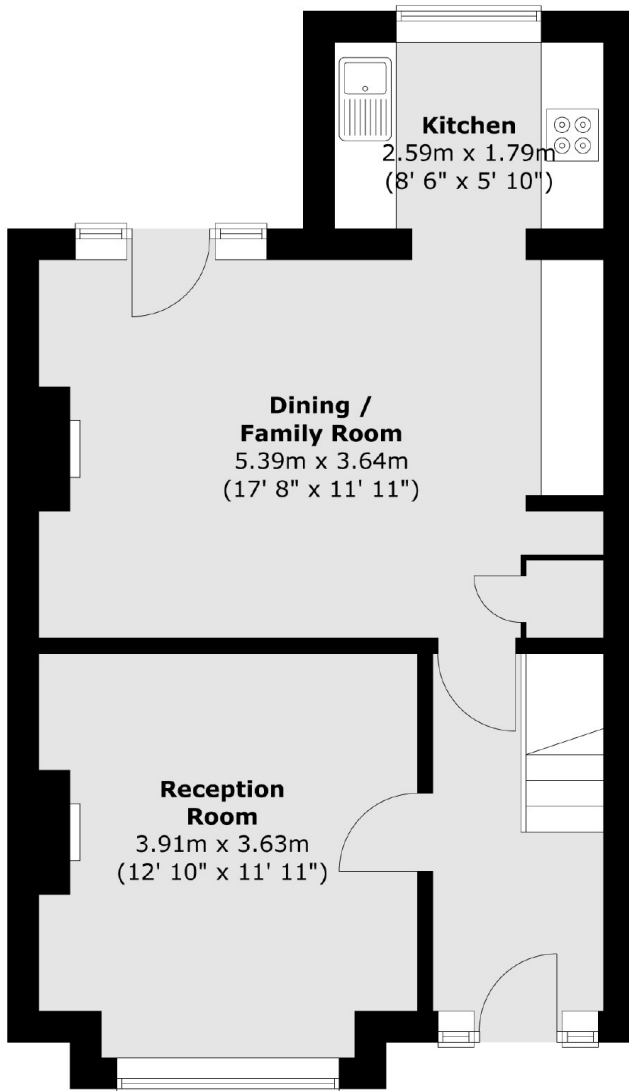 Kitchen
2.59m x 1.79m
(8' 6" x 5' 10")
Dining /
Family Room
5.39m x 3.64m
(17' 8" x 11' 11")
Reception
Room
3.91m x 3.63m
(12' 10" x 11' 11")